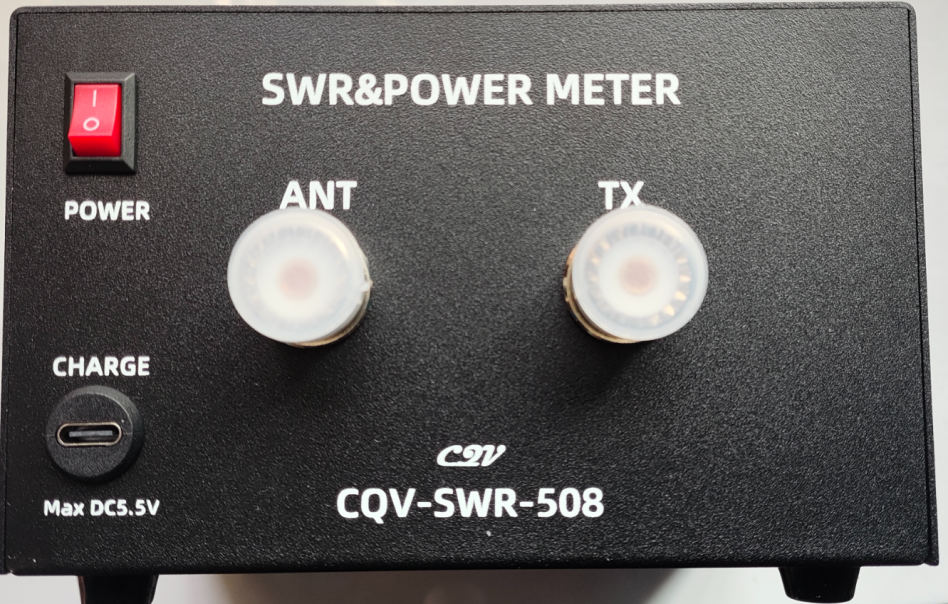 SWR&POWER METER
POWER
ANT
TX
CHARGE
Max DC5.5V
CQV
CQV-SWR-508